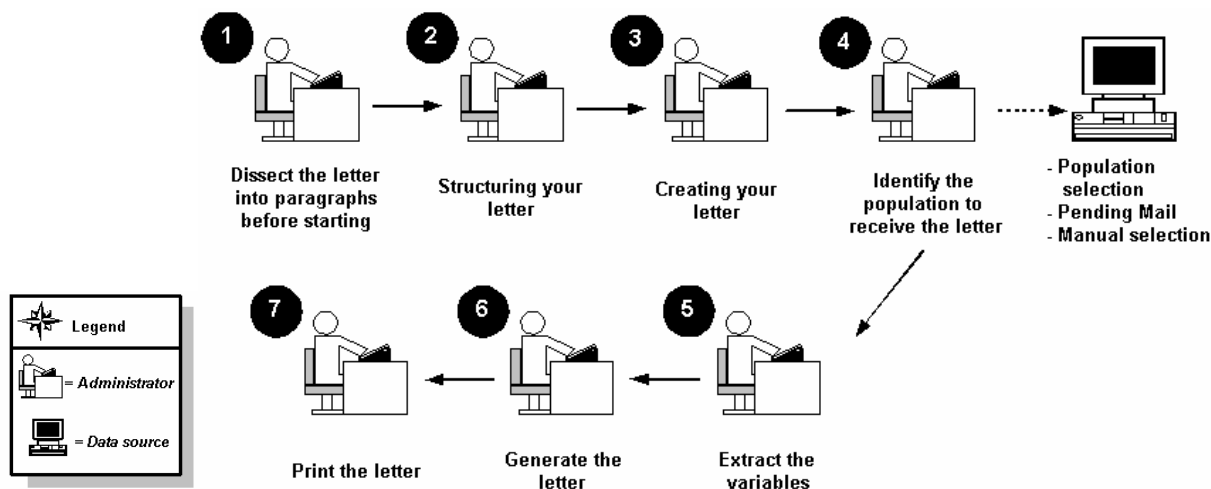 1
2
3
4
Dissect the letter
into paragraphs
before starting
Structuring your
letter
Creating your
letter
Identify the
population to
receive the letter
- Population
selection
- Pending Mail
- Manual selection
7
6
5
Print the letter
Generate the
letter
Extract the
variables
Legend
= Administrator
= Data source